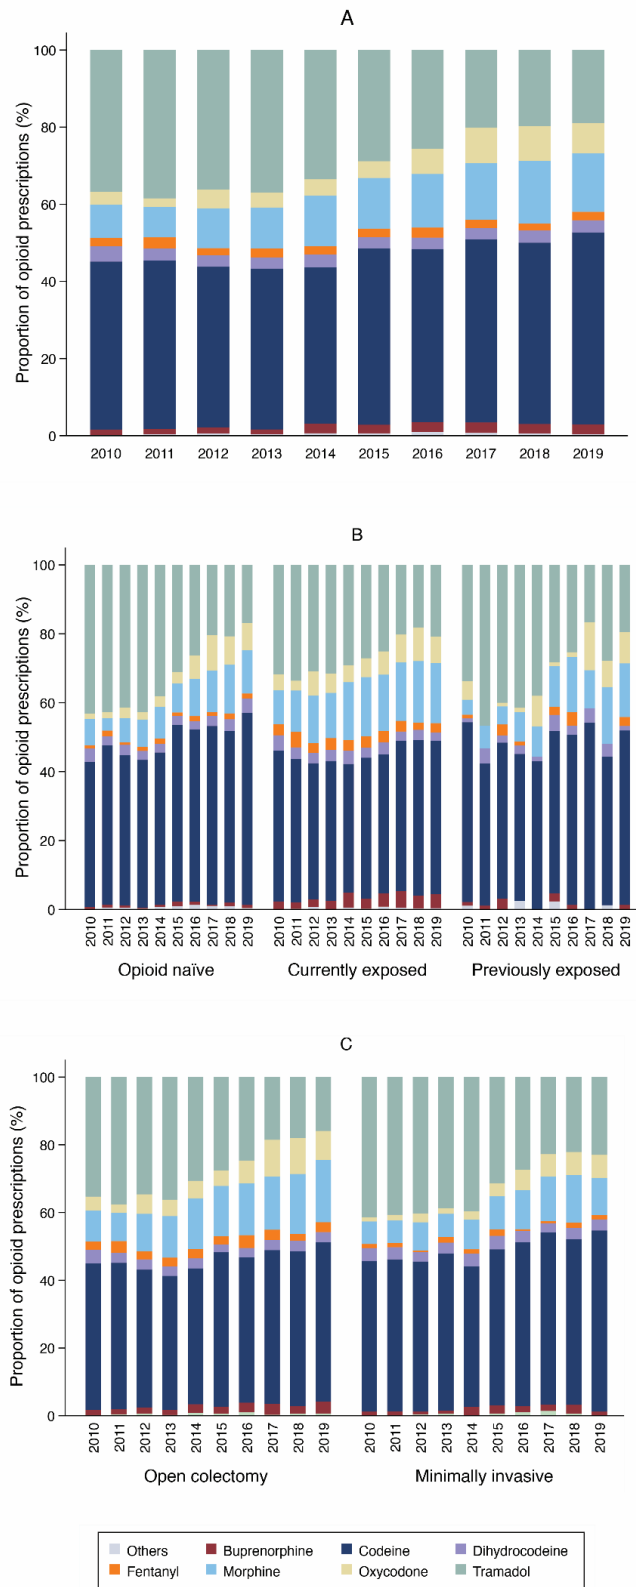 A
Proportion of opioid prescriptions (%)
100
80
60
40
20
0
2010 2011 2012 2013 2014 2015 2016 2017 2018 2019
B
Proportion of opioid prescriptions (%)
100
80
60
40
20
0
2010 2011 2012 2013 2014 2015 2016 2017 2018 2019 2010 2011 2012 2013 2014 2015 2016 2017 2018 2019 2010 2011 2012 2013 2014 2015 2016 2017 2018 2019
Opioid naïve Currently exposed Previously exposed
C
Proportion of opioid prescriptions (%)
100
80
60
40
20
0
2010 2011 2012 2013 2014 2015 2016 2017 2018 2019 2010 2011 2012 2013 2014 2015 2016 2017 2018 2019
Open colectomy Minimally invasive
Others Buprenorphine Codeine Dihydrocodeine
Fentanyl Morphine Oxycodone Tramadol